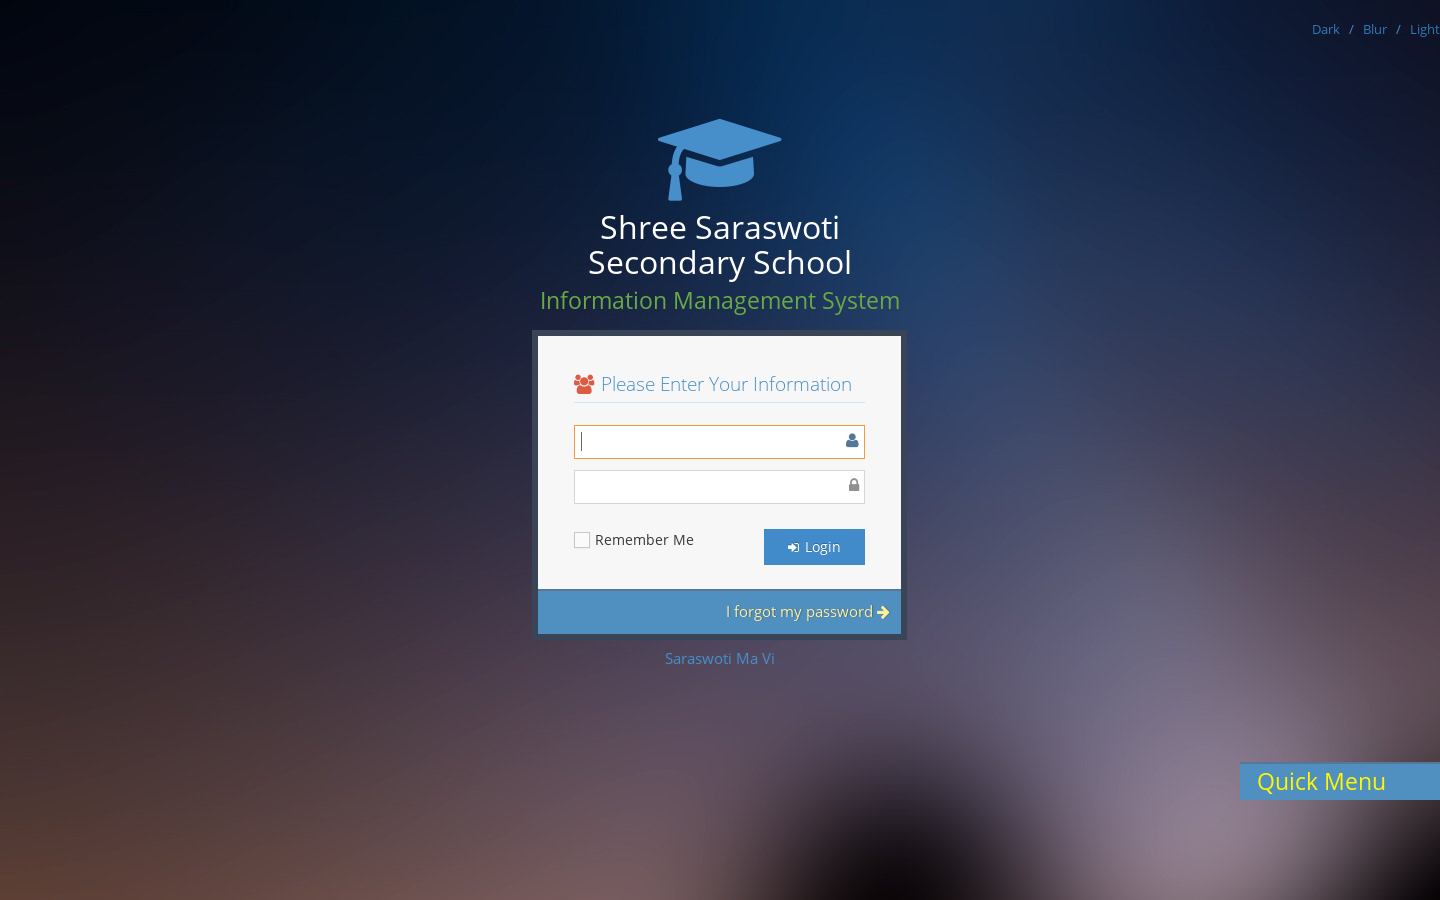 Dark / Blur / Light
Shree Saraswoti
Secondary School
Information Management System
Please Enter Your Information
Remember Me
Login
I forgot my password
Saraswoti Ma Vi
Quick Menu